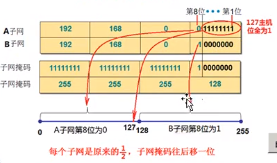 第8位 ••• 第1位
A子网 192 168 0 0 1111111
127主机位全为1
B子网 192 168 0 1 0000000
子网掩码 11111111 11111111 11111111 1 0000000
子网掩码 255 255 255 128
A子网第8位为0 B子网第8位为1
0 127 128 255
每个子网是原来的1/2，子网掩码往后移一位